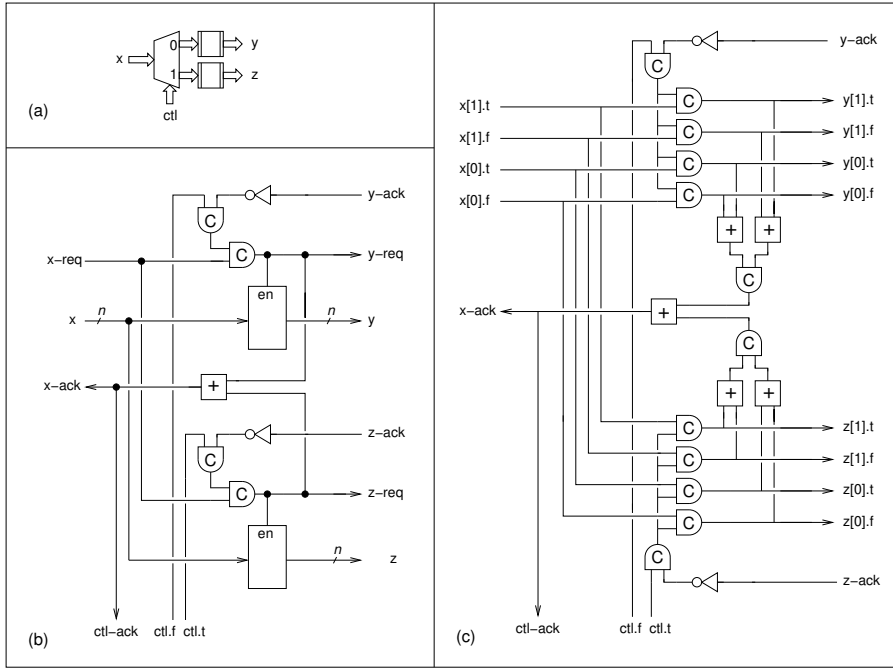 x
0
1
y
z
ctl
(a)
y-ack
C
x-req
C
y-req
en
x
n
n
y
x-ack
+
z-ack
C
C
z-req
en
n
z
(b)
ctl-ack
ctl.f
ctl.t
y-ack
C
x[1].t
C
y[1].t
x[1].f
C
y[1].f
x[0].t
C
y[0].t
x[0].f
C
y[0].f
+
+
C
x-ack
+
C
+
+
C
z[1].t
C
z[1].f
C
z[0].t
C
z[0].f
C
z-ack
(c)
ctl-ack
ctl.f
ctl.t